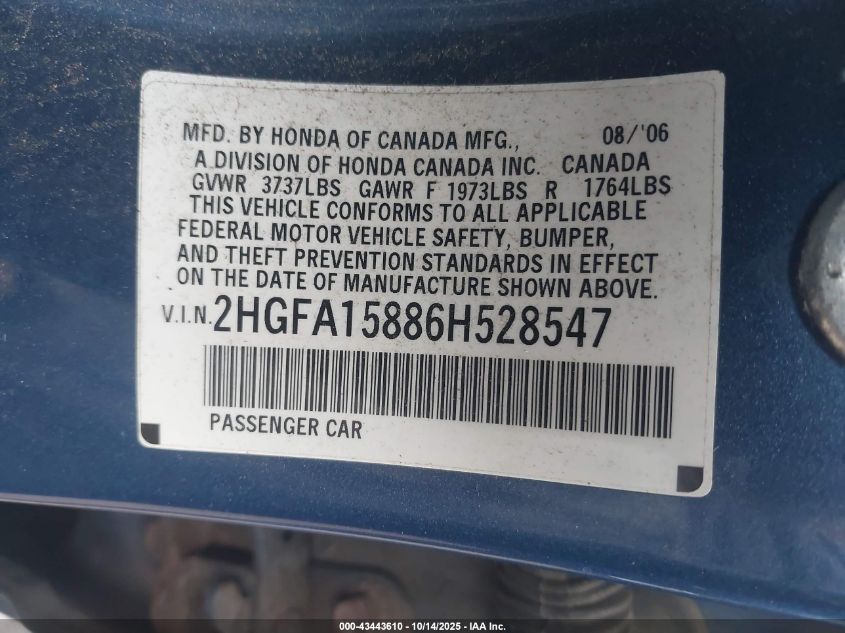 MFD. BY HONDA OF CANADA MFG., 08/'06
A DIVISION OF HONDA CANADA INC. CANADA
GVWR 3737LBS GAWR F 1973LBS R 1764LBS
THIS VEHICLE CONFORMS TO ALL APPLICABLE
FEDERAL MOTOR VEHICLE SAFETY, BUMPER,
AND THEFT PREVENTION STANDARDS IN EFFECT
ON THE DATE OF MANUFACTURE SHOWN ABOVE.
V.I.N. 2HGFA15886H528547
PASSENGER CAR
000-43443610 - 10/14/2025 - IAA Inc.